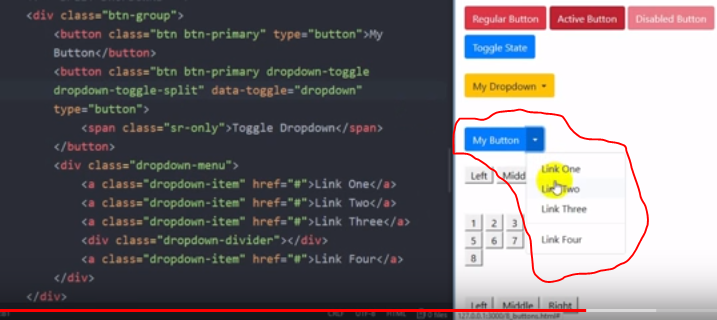 <div class="btn-group">
<button class="btn btn-primary" type="button">My
Button</button>
<button class="btn btn-primary dropdown-toggle
dropdown-toggle-split" data-toggle="dropdown"
type="button">
<span class="sr-only">Toggle Dropdown</span>
</button>
<div class="dropdown-menu">
<a class="dropdown-item" href="#">Link One</a>
<a class="dropdown-item" href="#">Link Two</a>
<a class="dropdown-item" href="#">Link Three</a>
<div class="dropdown-divider"></div>
<a class="dropdown-item" href="#">Link Four</a>
</div>
</div>
UTF-8 HTML 0 files
Regular Button Active Button Disabled Button
Toggle State
My Dropdown
My Button
Link One
Link Two
Link Three
Link Four
Left Midd
1 2 3
5 6 7
8
Left Middle Right